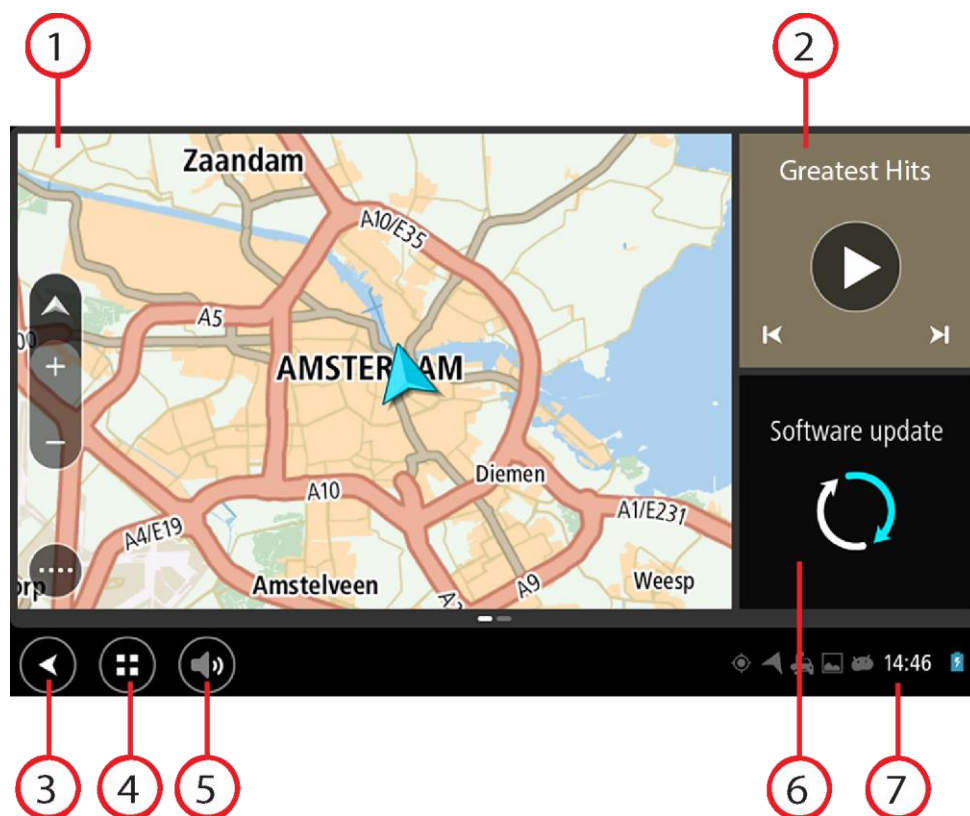 1
2
Zaandam
Greatest Hits
A10/E35
A5
AMSTERDAM
Software update
Diemen
A10
A1/E231
A4/E19
Amstelveen
A9
Weesp
14:46
3
4
5
6
7